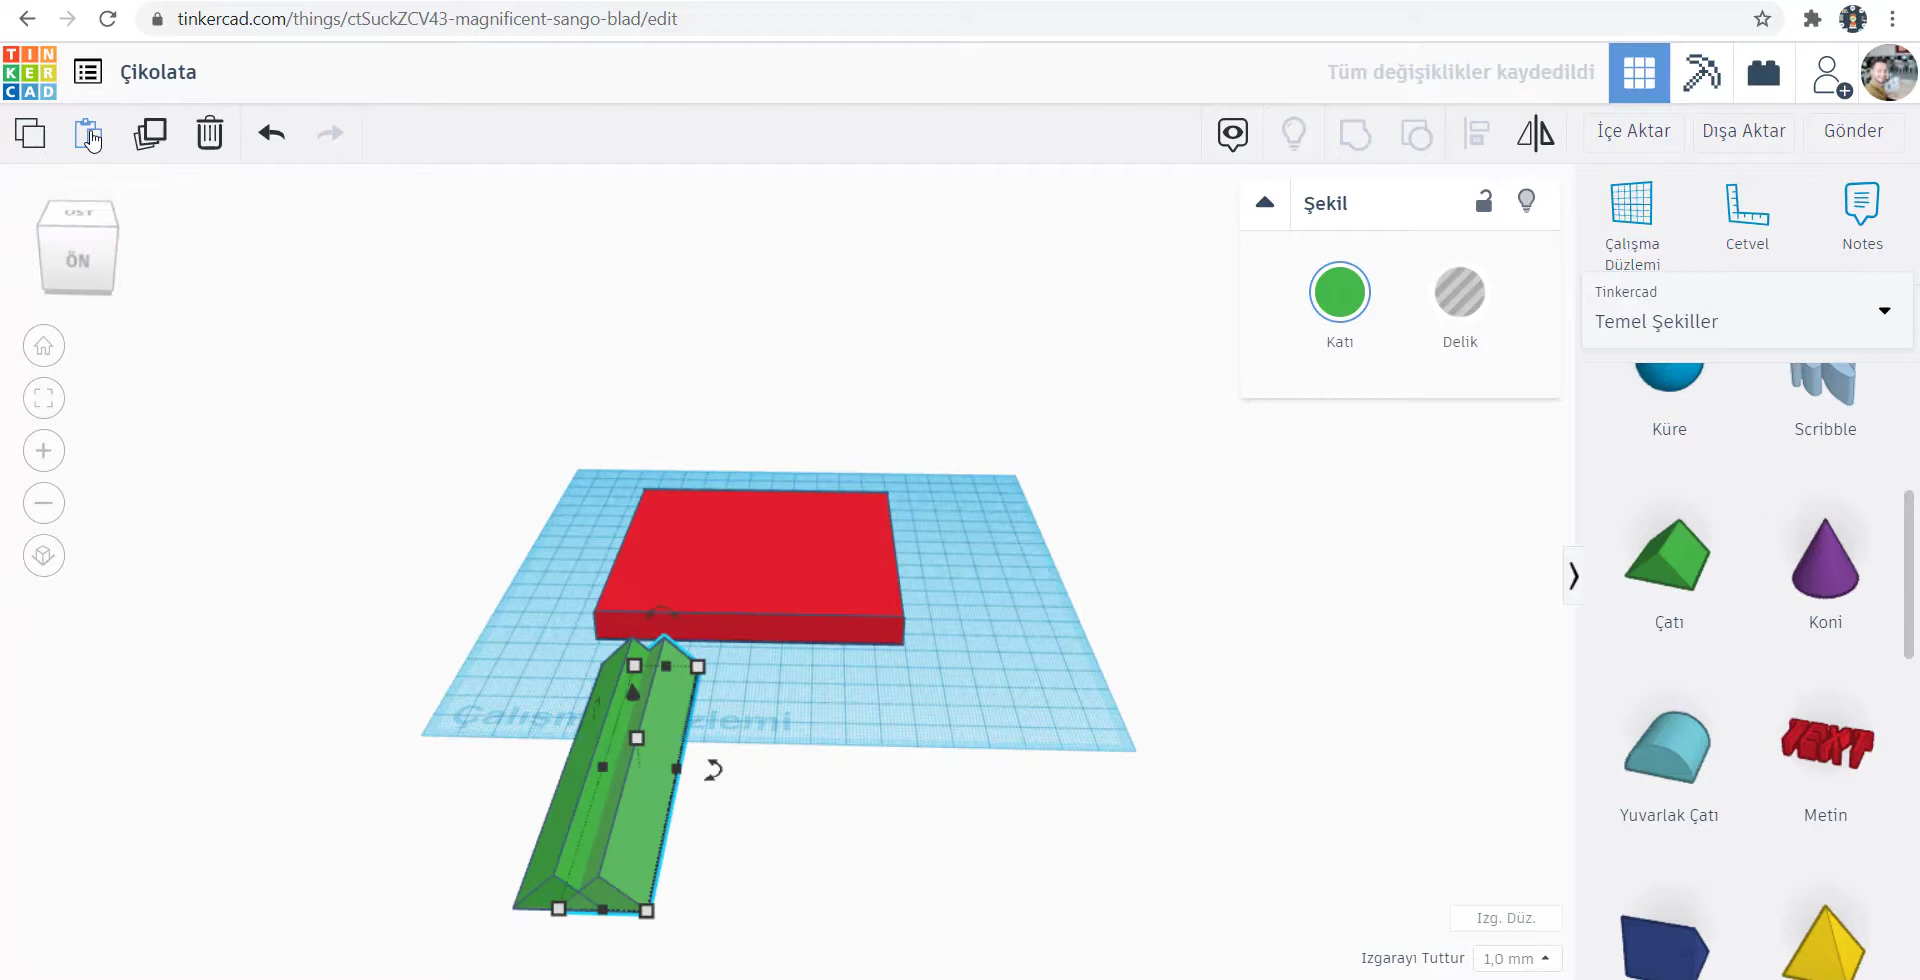 tinkercad.com/things/ctSuckZCV43-magnificent-sango-blad/edit
TIN
KER
CAD
Çikolata
Tüm değişiklikler kaydedildi
İçe Aktar
Dışa Aktar
Gönder
ÜST
ÖN
Şekil
Katı
Delik
Çalışma
Düzlemi
Cetvel
Notes
Tinkercad
Temel Şekiller
Küre
Scribble
Çatı
Koni
Yuvarlak Çatı
TEXT
Metin
Izg. Düz.
Izgarayı Tuttur
1,0 mm